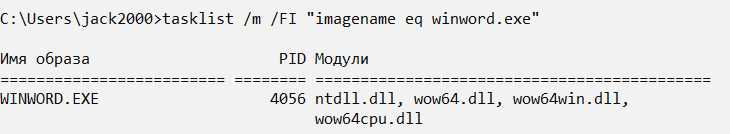 C:\Users\jack2000>tasklist /m /FI "imagename eq winword.exe"
Имя образа                     PID Модули
========================= ======== ============================================
WINWORD.EXE                   4056 ntdll.dll, wow64.dll, wow64win.dll,
                                   wow64cpu.dll